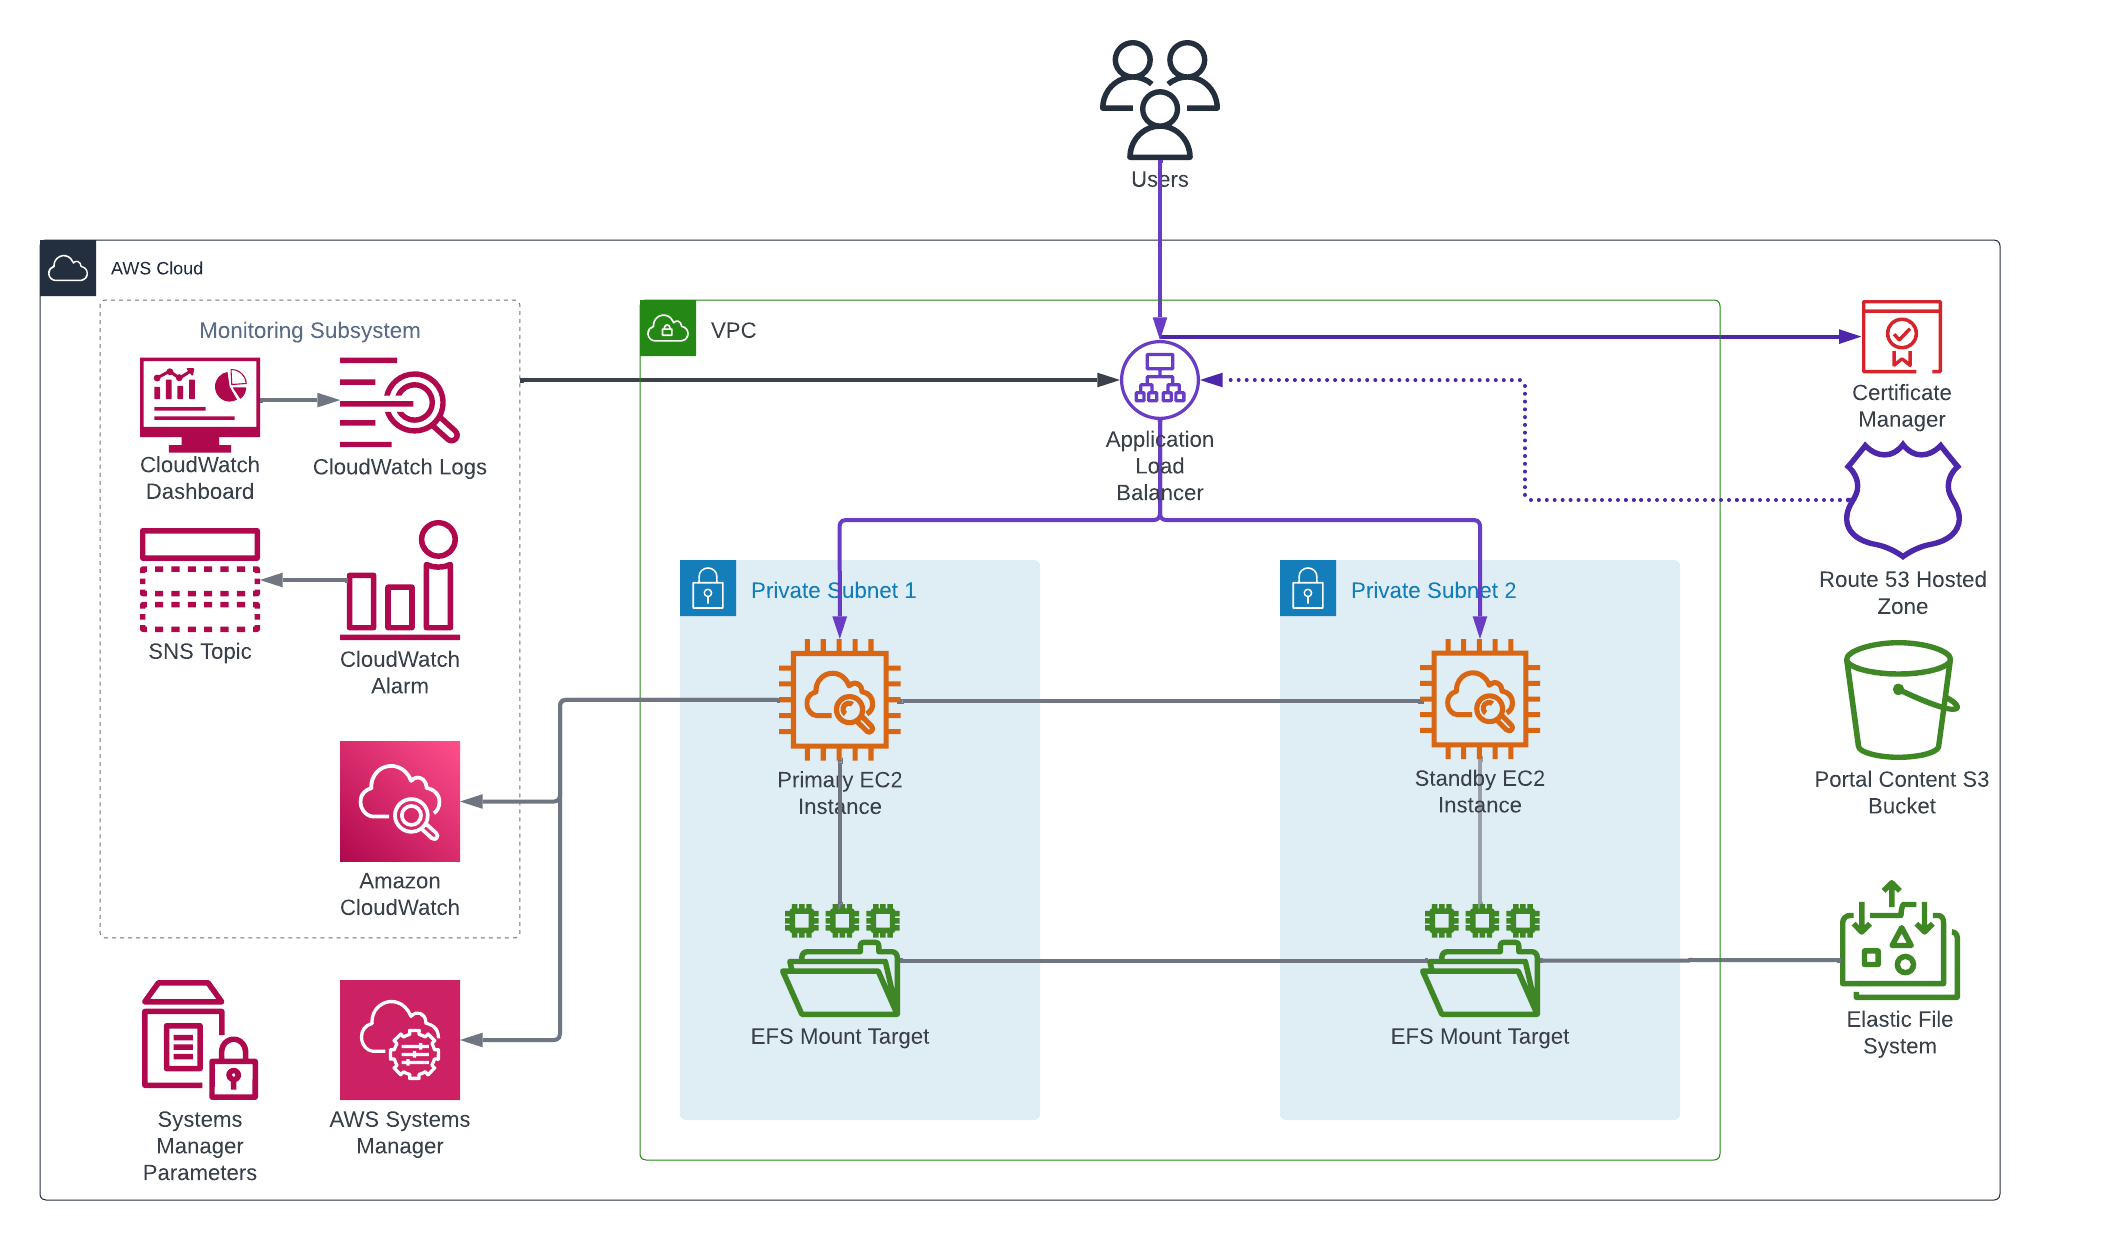 Users
AWS Cloud
Monitoring Subsystem
VPC
CloudWatch
Dashboard
CloudWatch Logs
Application
Load
Balancer
Certificate
Manager
SNS Topic
CloudWatch
Alarm
Private Subnet 1
Private Subnet 2
Route 53 Hosted
Zone
Primary EC2
Instance
Standby EC2
Instance
Portal Content S3
Bucket
Amazon
CloudWatch
EFS Mount Target
EFS Mount Target
Elastic File
System
Systems
Manager
Parameters
AWS Systems
Manager